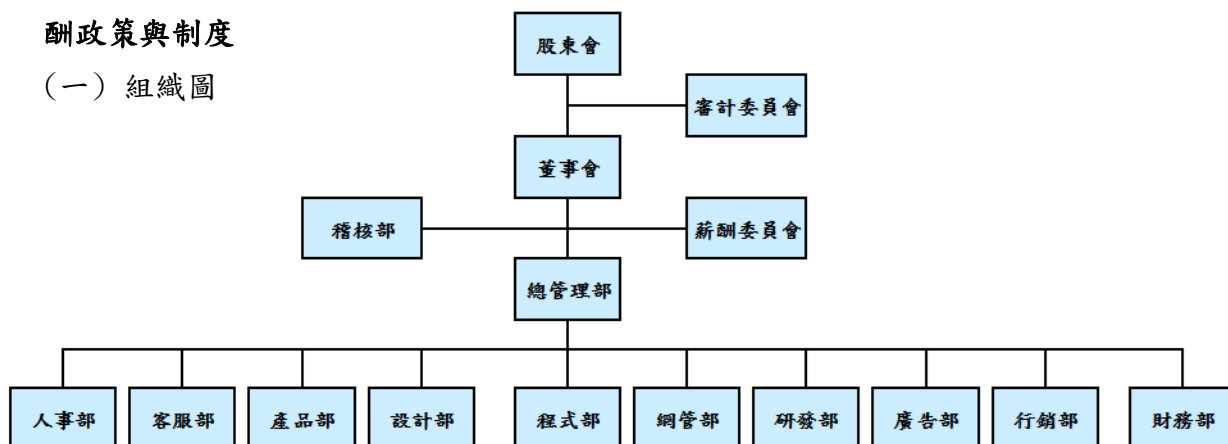 酬政策與制度
(一) 組織圖
股東會
審計委員會
董事會
稽核部
薪酬委員會
總管理部
人事部
客服部
產品部
設計部
程式部
網管部
研發部
廣告部
行銷部
財務部